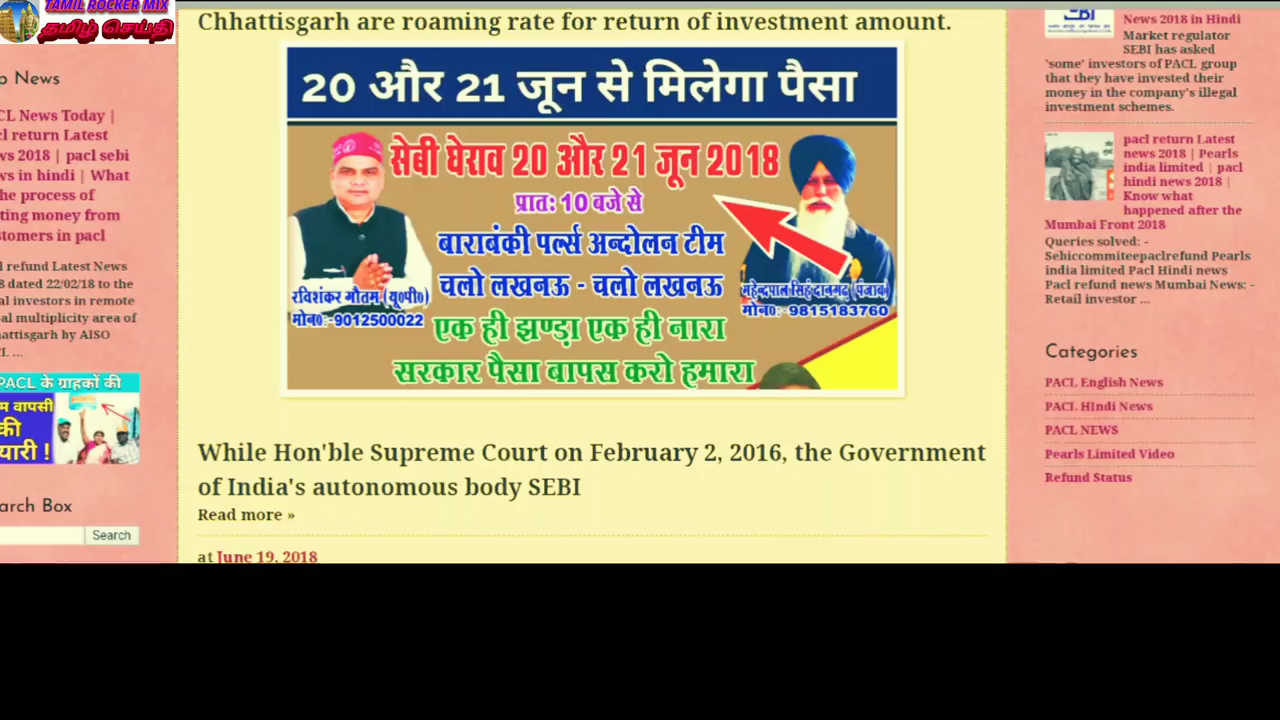 TAMIL ROCKER MIX
தமிழ் செய்தி
p News
CL News Today |
cl return Latest
ws 2018 | pacl sebi
ws in hindi | What
he process of
ting money from
stomers in pacl
l refund Latest News
8 dated 22/02/18 to the
al investors in remote
al multiplicity area of
hattisgarh by AISO
L ...
PACL के ग्राहकों की
म वापसी
की
यारी !
arch Box
Search
Chhattisgarh are roaming rate for return of investment amount.
20 और 21 जून से मिलेगा पैसा
सेबी घेराव 20 और 21 जून 2018
प्रातः 10 बजे से
बाराबंकी पर्ल्स अन्दोलन टीम
चलो लखनऊ - चलो लखनऊ
रविशंकर गौतम (यू०पी०)
मोन०:-9012500022
महेन्द्रपाल सिंह दानगढ़ (पंजाब)
मोन०:-9815183760
एक ही झण्डा एक ही नारा
सरकार पैसा बापस करो हमारा
While Hon'ble Supreme Court on February 2, 2016, the Government
of India's autonomous body SEBI
Read more »
at June 19, 2018
SEBI
News 2018 in Hindi
Market regulator
SEBI has asked
'some' investors of PACL group
that they have invested their
money in the company's illegal
investment schemes.
pacl return Latest
news 2018 | Pearls
india limited | pacl
hindi news 2018 |
Know what
happened after the
Mumbai Front 2018
Queries solved: -
Sebiccommiteepaclrefund Pearls
india limited Pacl Hindi news
Pacl refund news Mumbai News: -
Retail investor ...
Categories
PACL English News
PACL HIndi News
PACL NEWS
Pearls Limited Video
Refund Status